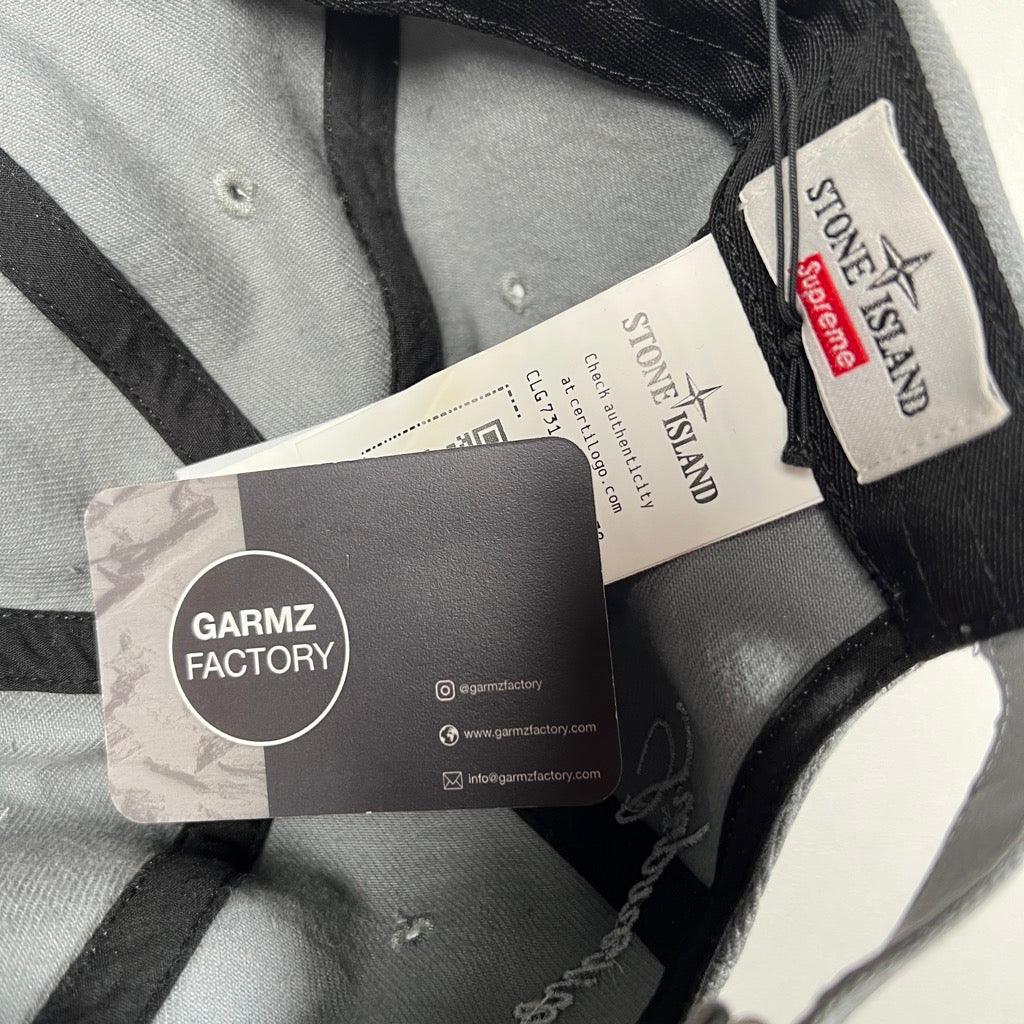 STONE ISLAND
Supreme
STONE ISLAND
Check authenticity
at certilogo.com
CLG731
GARMZ
FACTORY
@garmzfactory
www.garmzfactory.com
info@garmzfactory.com